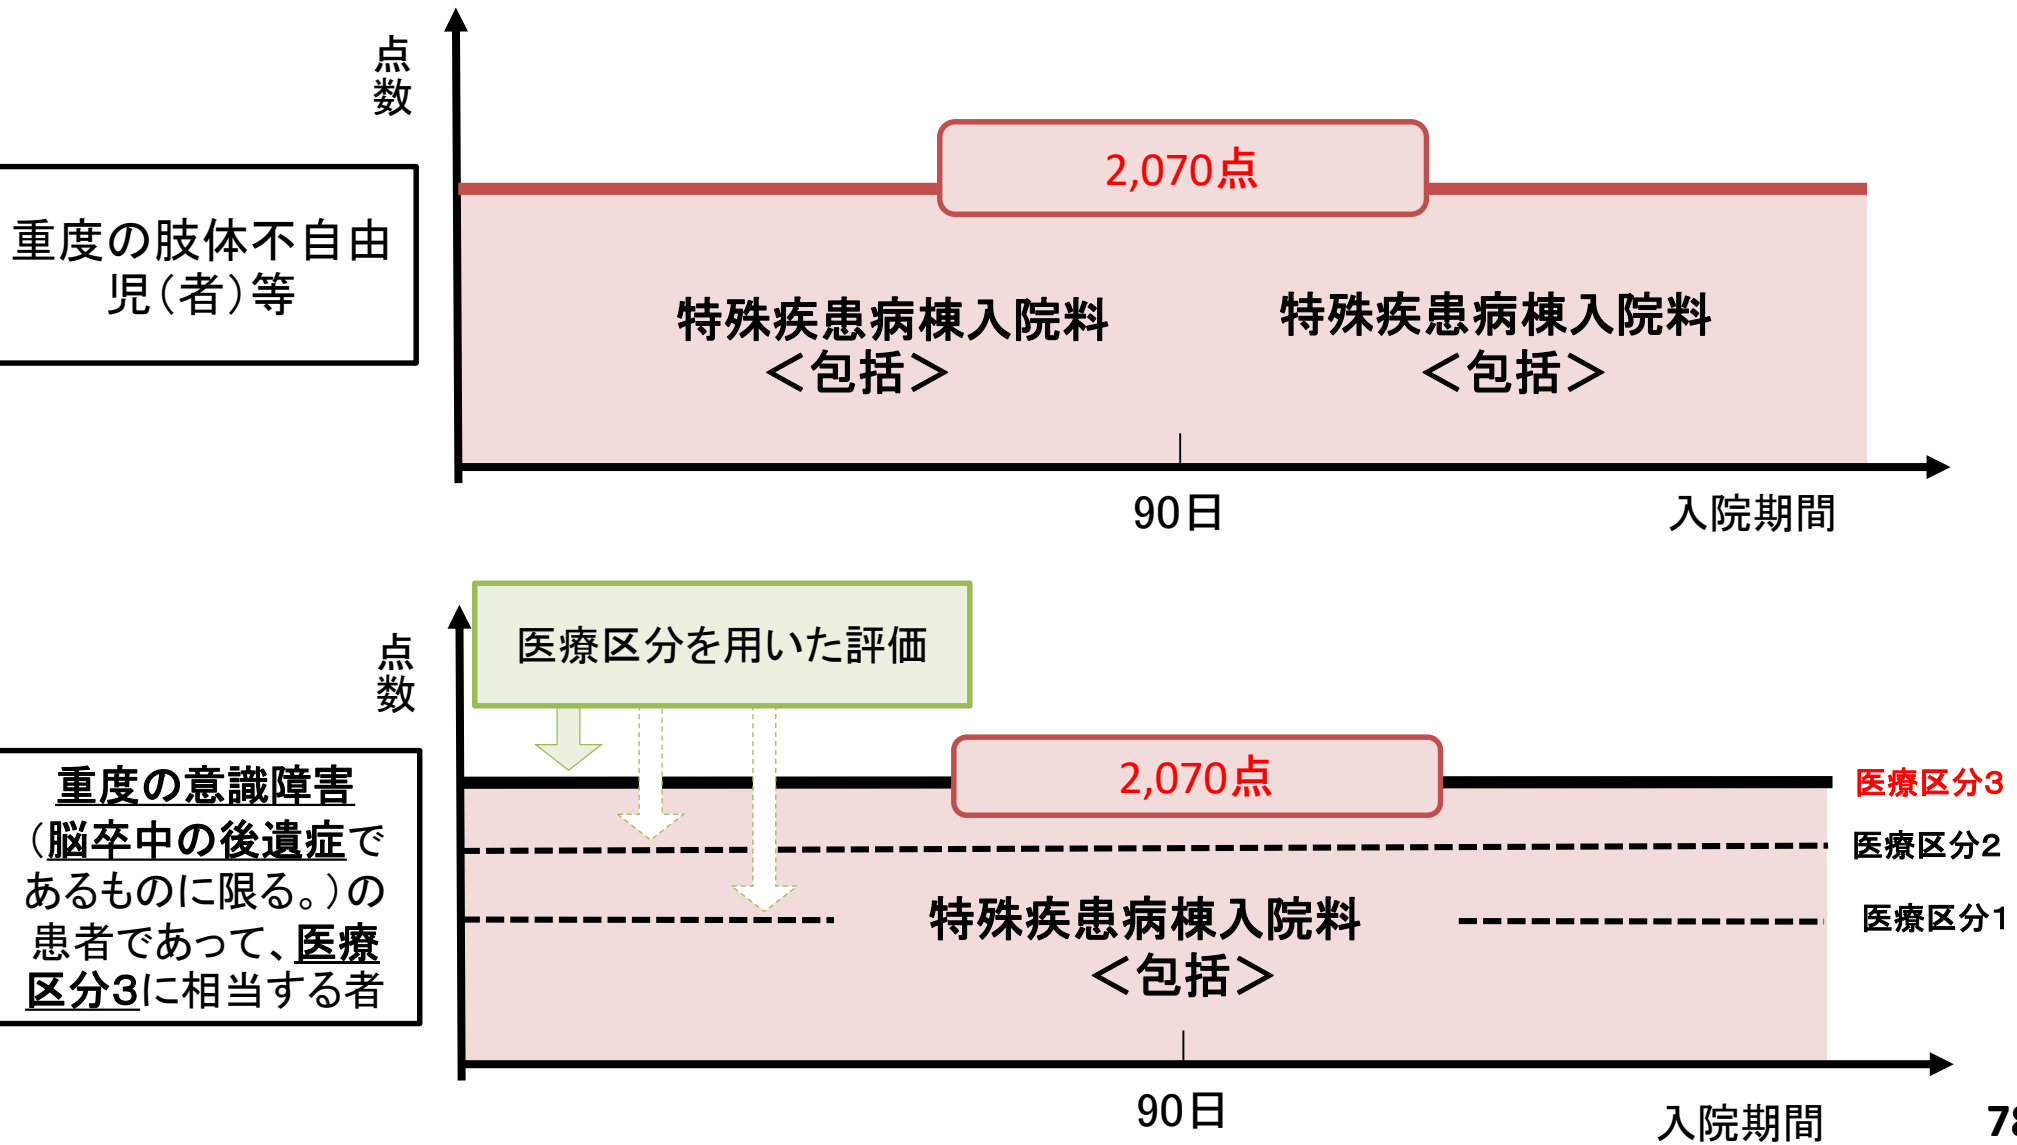 点
数
2,070点
重度の肢体不自由
児（者）等
特殊疾患病棟入院料
＜包括＞
特殊疾患病棟入院料
＜包括＞
90日
入院期間
医療区分を用いた評価
点
数
2,070点
重度の意識障害
（脳卒中の後遺症で
あるものに限る。）の
患者であって、医療
区分３に相当する者
医療区分３
医療区分２
医療区分１
特殊疾患病棟入院料
＜包括＞
90日
入院期間
78